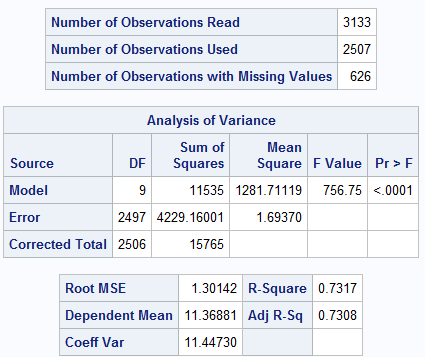 Number of Observations Read 3133
Number of Observations Used 2507
Number of Observations with Missing Values 626
Analysis of Variance
Source DF Sum of Squares Mean Square F Value Pr > F
Model 9 11535 1281.71119 756.75 <.0001
Error 2497 4229.16001 1.69370
Corrected Total 2506 15765
Root MSE 1.30142 R-Square 0.7317
Dependent Mean 11.36881 Adj R-Sq 0.7308
Coeff Var 11.44730